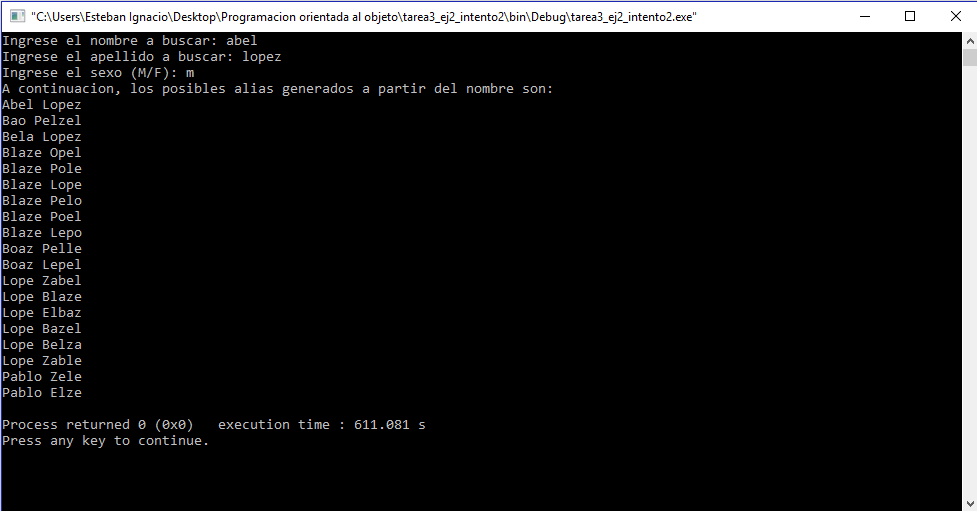 "C:\Users\Esteban Ignacio\Desktop\Programacion orientada al objeto\tarea3_ej2_intento2\bin\Debug\tarea3_ej2_intento2.exe"
Ingrese el nombre a buscar: abel
Ingrese el apellido a buscar: lopez
Ingrese el sexo (M/F): m
A continuacion, los posibles alias generados a partir del nombre son:
Abel Lopez
Bao Pelzel
Bela Lopez
Blaze Opel
Blaze Pole
Blaze Lope
Blaze Pelo
Blaze Poel
Blaze Lepo
Boaz Pelle
Boaz Lepel
Lope Zabel
Lope Blaze
Lope Elbaz
Lope Bazel
Lope Belza
Lope Zable
Pablo Zele
Pablo Elze
Process returned 0 (0x0)   execution time : 611.081 s
Press any key to continue.